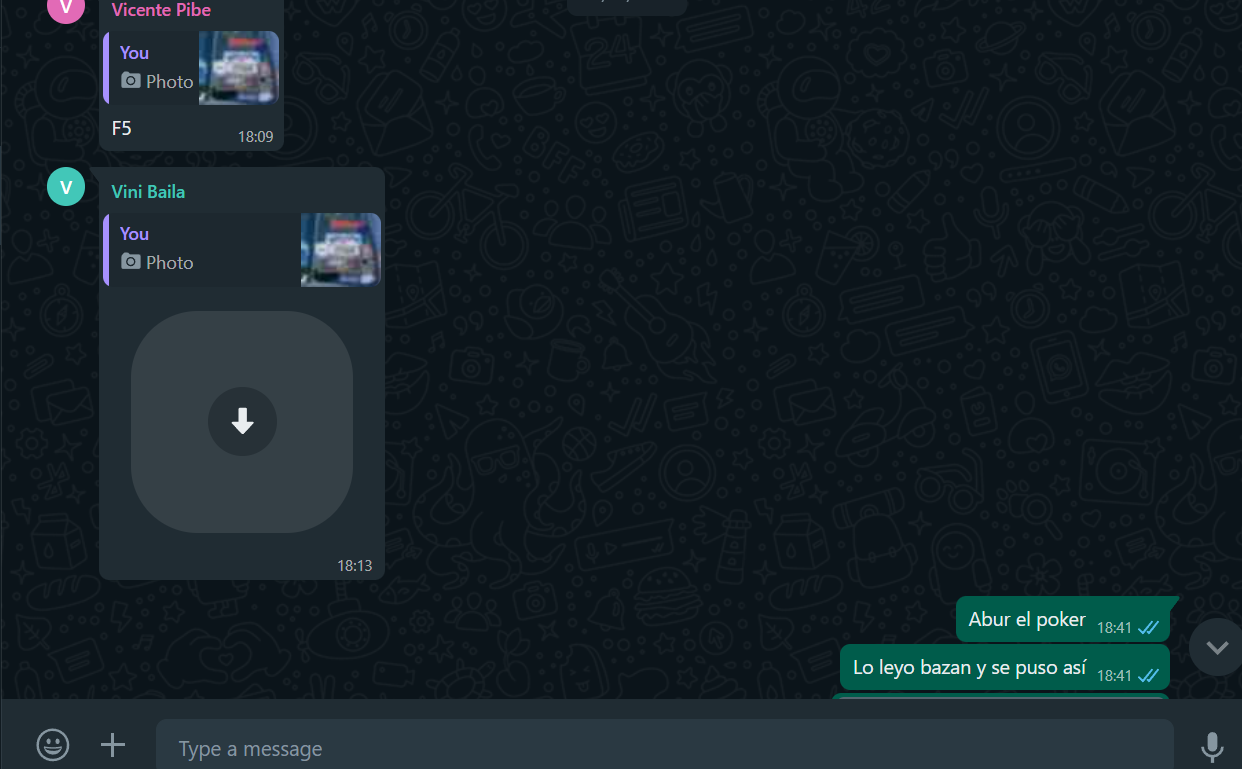 V
Vicente Pibe
You
Photo
F5
18:09
V
Vini Baila
You
Photo
18:13
Abur el poker 18:41
Lo leyo bazan y se puso así 18:41
Type a message